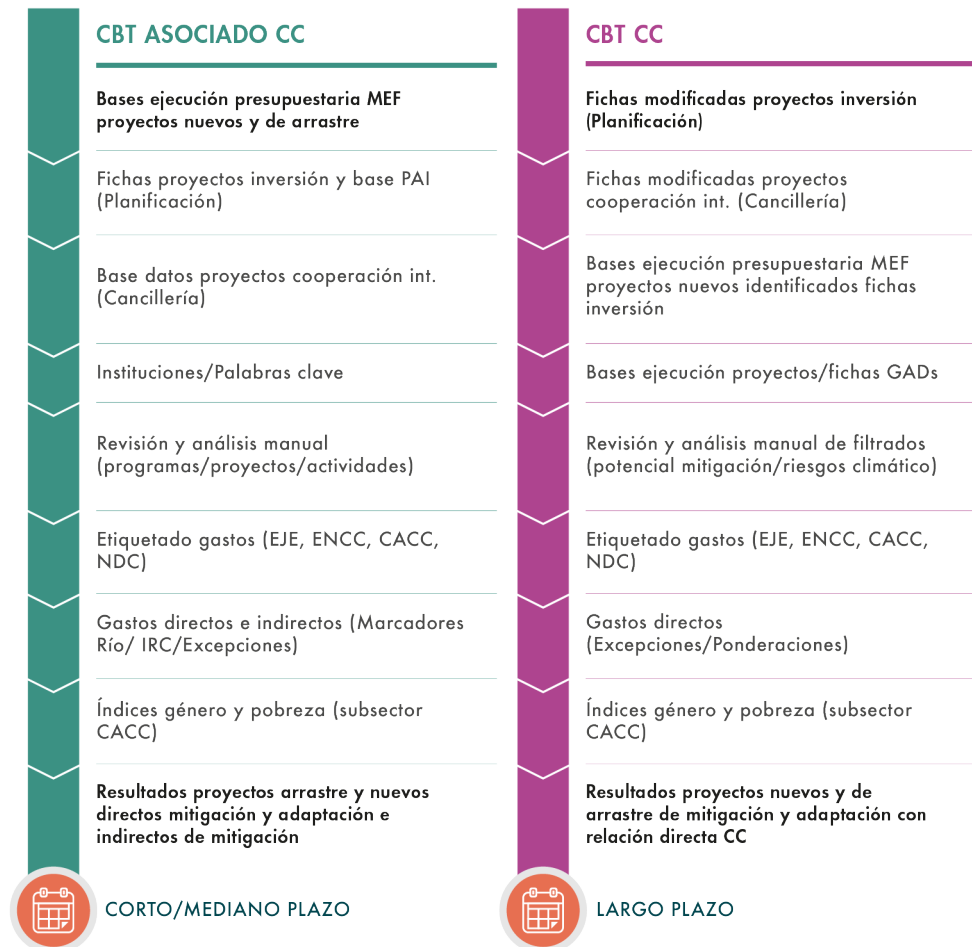 CBT ASOCIADO CC
Bases ejecución presupuestaria MEF
proyectos nuevos y de arrastre
Fichas proyectos inversión y base PAI
(Planificación)
Base datos proyectos cooperación int.
(Cancillería)
Instituciones/Palabras clave
Revisión y análisis manual
(programas/proyectos/actividades)
Etiquetado gastos (EJE, ENCC, CACC,
NDC)
Gastos directos e indirectos (Marcadores
Río/ IRC/Excepciones)
Índices género y pobreza (subsector
CACC)
Resultados proyectos arrastre y nuevos
directos mitigación y adaptación e
indirectos de mitigación
CORTO/MEDIANO PLAZO
CBT CC
Fichas modificadas proyectos inversión
(Planificación)
Fichas modificadas proyectos
cooperación int. (Cancillería)
Bases ejecución presupuestaria MEF
proyectos nuevos identificados fichas
inversión
Bases ejecución proyectos/fichas GADs
Revisión y análisis manual de filtrados
(potencial mitigación/riesgos climático)
Etiquetado gastos (EJE, ENCC, CACC,
NDC)
Gastos directos
(Excepciones/Ponderaciones)
Índices género y pobreza (subsector
CACC)
Resultados proyectos nuevos y de
arrastre de mitigación y adaptación con
relación directa CC
LARGO PLAZO